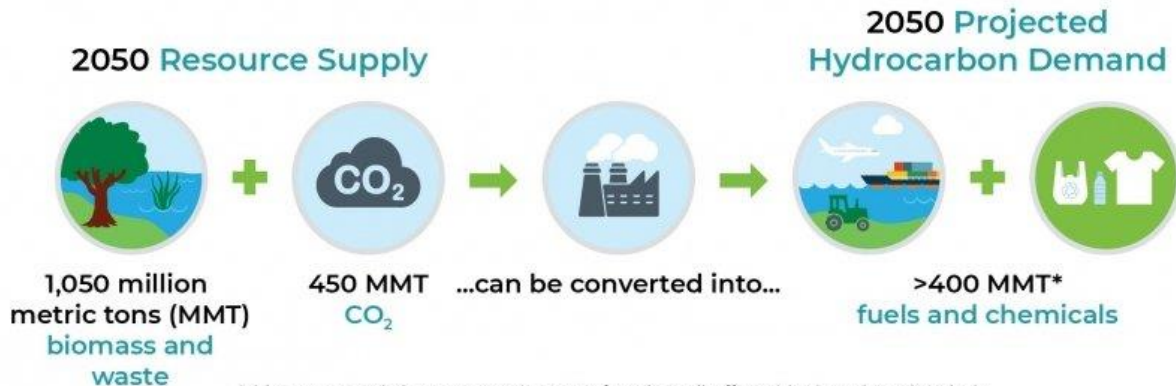 2050 Resource Supply
2050 Projected
Hydrocarbon Demand
CO₂
1,050 million
metric tons (MMT)
biomass and
waste
450 MMT
CO₂
...can be converted into...
>400 MMT*
fuels and chemicals